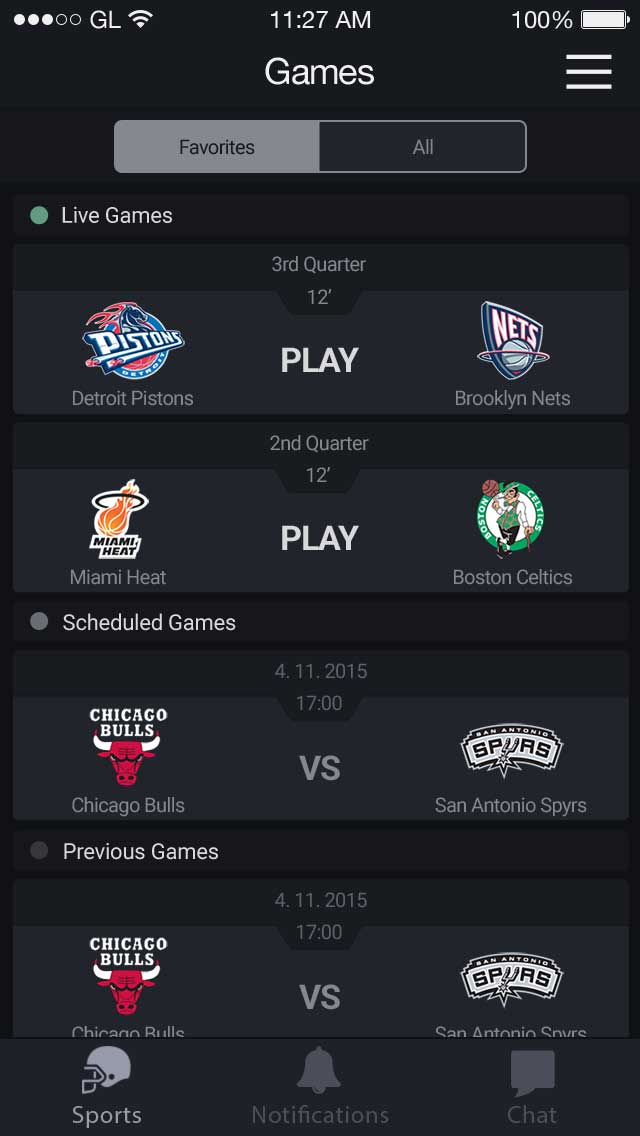 GL 11:27 AM 100%
Games
Favorites All
Live Games
3rd Quarter
12’
PISTONS
DETROIT
NETS
PLAY
Detroit Pistons Brooklyn Nets
2nd Quarter
12’
MIAMI
HEAT
BOSTON CELTICS
PLAY
Miami Heat Boston Celtics
Scheduled Games
4. 11. 2015
17:00
CHICAGO
BULLS
SAN ANTONIO
SPURS
VS
Chicago Bulls San Antonio Spyrs
Previous Games
4. 11. 2015
17:00
CHICAGO
BULLS
SAN ANTONIO
SPURS
VS
Chicago Bulls San Antonio Spyrs
Sports Notifications Chat